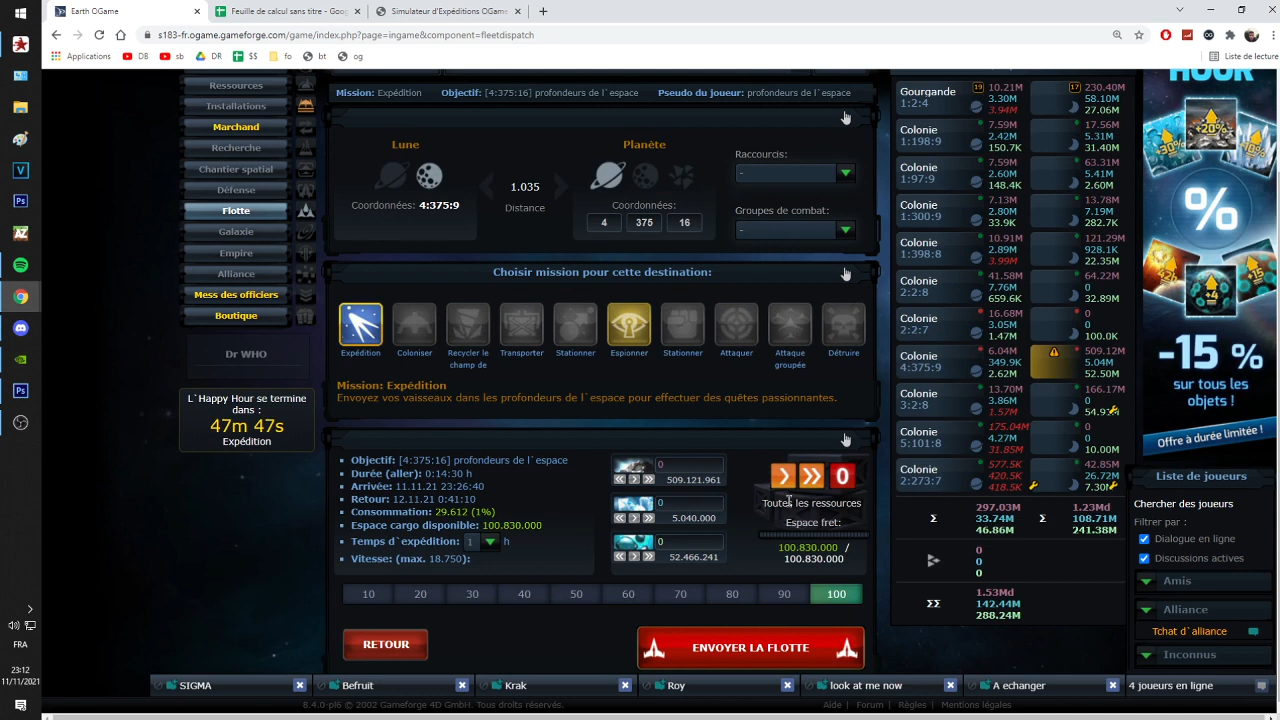 Earth OGame
Feuille de calcul sans titre - Goog
Simulateur d'Expéditions OGame
s183-fr.ogame.gameforge.com/game/index.php?page=ingame&component=fleetdispatch
Applications
DB
sb
DR
$$
fo
bt
og
Liste de lecture
Ressources
Installations
Marchand
Recherche
Chantier spatial
Défense
Flotte
Galaxie
Empire
Alliance
Mess des officiers
Boutique
Dr WHO
L`Happy Hour se termine
dans :
47m 47s
Expédition
Mission: Expédition
Objectif: [4:375:16] profondeurs de l`espace
Pseudo du joueur: profondeurs de l`espace
Lune
Coordonnées: 4:375:9
1.035
Distance
Planète
Coordonnées:
4 375 16
Raccourcis:
Groupes de combat:
-
Choisir mission pour cette destination:
Expédition
Coloniser
Recycler le
champ de
Transporter
Stationner
Espionner
Stationner
Attaquer
Attaque
groupée
Détruire
Mission: Expédition
Envoyez vos vaisseaux dans les profondeurs de l`espace pour effectuer des quêtes passionnantes.
Objectif: [4:375:16] profondeurs de l`espace
Durée (aller): 0:14:30 h
Arrivée: 11.11.21 23:26:40
Retour: 12.11.21 0:41:10
Consommation: 29.612 (1%)
Espace cargo disponible: 100.830.000
Temps d`expédition: 1 h
Vitesse: (max. 18.750):
0
509.121.961
0
5.040.000
0
52.466.241
0
Toutes les ressources
Espace fret:
100.830.000 /
100.830.000
10 20 30 40 50 60 70 80 90 100
RETOUR
ENVOYER LA FLOTTE
Gourgande
1:2:4
19 10.21M
3.30M
3.94M
17 230.40M
58.10M
27.06M
Colonie
1:198:9
7.59M
2.42M
150.7K
17.56M
5.31M
31.40M
Colonie
1:97:9
7.59M
2.60M
148.4K
63.31M
5.41M
2.60M
Colonie
1:300:9
7.13M
2.80M
33.9K
13.78M
7.19M
282.7K
Colonie
1:398:8
10.91M
2.89M
3.99M
121.29M
928.1K
22.35M
Colonie
2:2:8
41.58M
7.76M
659.6K
64.22M
0
32.89M
Colonie
2:2:7
16.68M
3.05M
1.47M
0
0
100.0K
Colonie
4:375:9
6.04M
349.9K
2.62M
509.12M
5.04M
52.50M
Colonie
3:2:8
13.70M
3.86M
1.57M
166.17M
0
Colonie
5:101:8
175.04M
4.27M
31.85M
0
0
10.00M
Colonie
2:273:7
577.5K
420.5K
418.5K
42.85M
26.72M
Σ
297.03M
33.74M
46.86M
Σ
1.23Md
108.71M
241.38M
0
0
0
ΣΣ
1.53Md
142.44M
288.24M
HOUR
+20%
%
+4
-15 %
sur tous les
objets !
Offre à durée limitée !
Liste de joueurs
Chercher des joueurs
Filtrer par :
Dialogue en ligne
Discussions actives
Amis
Alliance
Tchat d`alliance
Inconnus
SIGMA
Befruit
Krak
Roy
look at me now
A echanger
4 joueurs en ligne
8.4.0-pl6 © 2002 Gameforge 4D GmbH. Tous droits réservés.
Aide | Forum | Règles | Mentions légales
FRA
23:12
11/11/2021